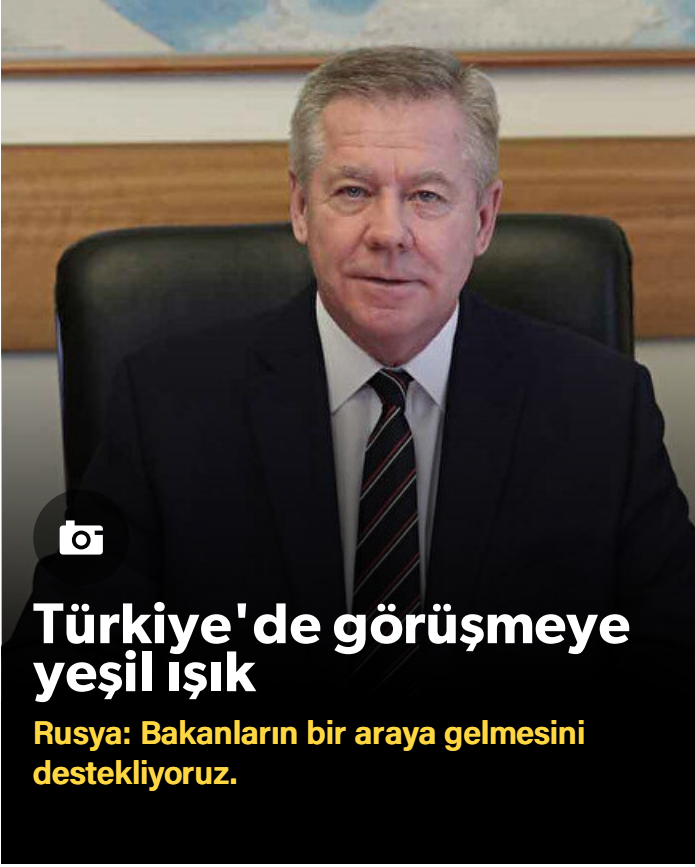 Türkiye'de görüşmeye
yeşil ışık
Rusya: Bakanların bir araya gelmesini
destekliyoruz.